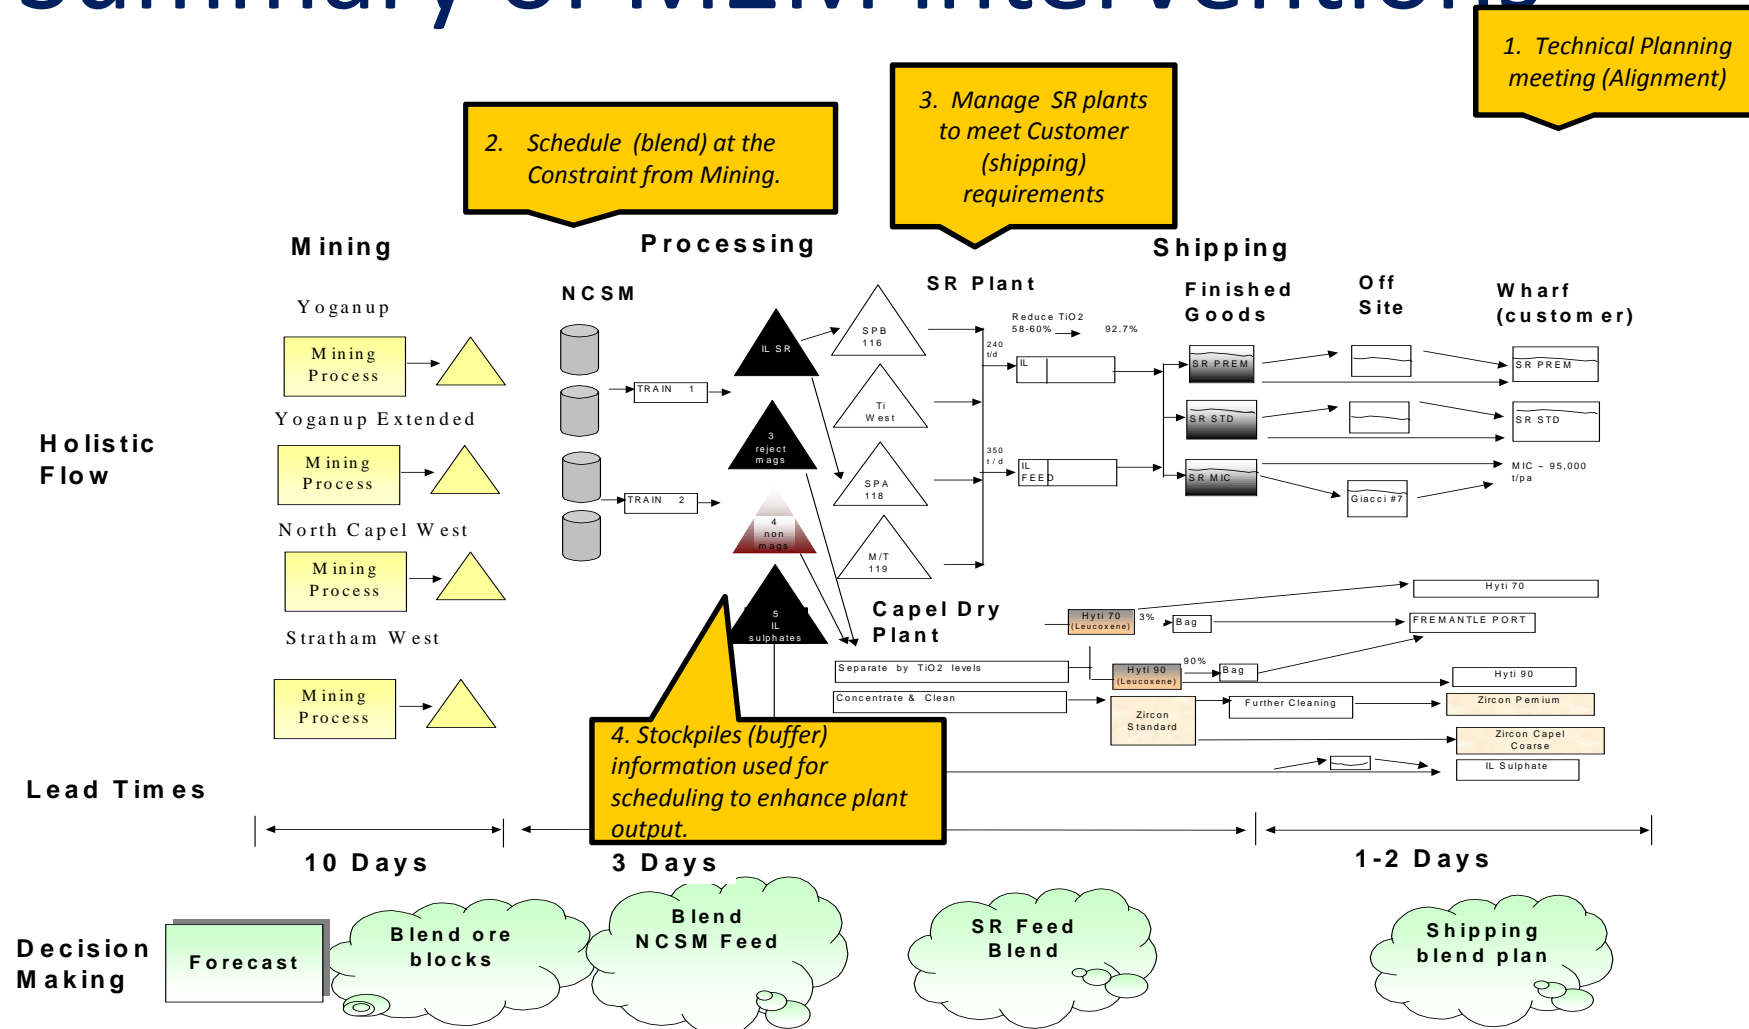 Summary of M2M Interventions
1. Technical Planning
meeting (Alignment)
2. Schedule (blend) at the
Constraint from Mining.
3. Manage SR plants
to meet Customer
(shipping)
requirements
Mining
Processing
Shipping
Yoganup
NCSM
SR Plant
Finished
Goods
Off
Site
Wharf
(customer)
Mining
Process
IL SR
SPB
116
Reduce TiO2
58-60%
92.7%
240
t/d
IL
SR PREM
SR PREM
TRAIN 1
Yoganup Extended
Ti
West
SR STD
SR STD
Holistic
Flow
Mining
Process
3
reject
mags
350
t/d
IL
FEED
SR MIC
MIC ~ 95,000
t/pa
TRAIN 2
SPA
118
Giacci #7
North Capel West
4
non
mags
M/T
119
Mining
Process
Stratham West
5
IL
sulphates
Capel Dry
Plant
Hyti 70
(Leucoxene)
3%
Bag
Hyti 70
FREMANTLE PORT
Separate by TiO2 levels
Hyti 90
(Leucoxene)
90%
Bag
Hyti 90
Mining
Process
Concentrate & Clean
Zircon
Standard
Further Cleaning
Zircon Pemium
Zircon Capel
Coarse
IL Sulphate
4. Stockpiles (buffer)
information used for
scheduling to enhance plant
output.
Lead Times
10 Days
3 Days
1-2 Days
Decision
Making
Forecast
Blend ore
blocks
Blend
NCSM Feed
SR Feed
Blend
Shipping
blend plan